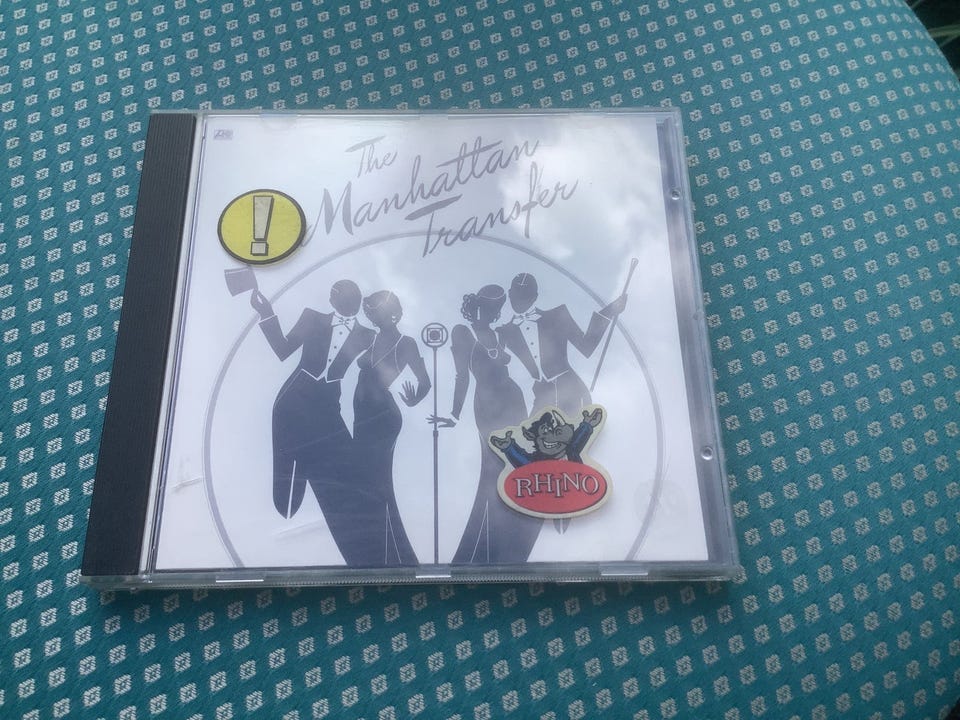 The
Manhattan
Transfer
!
RHINO